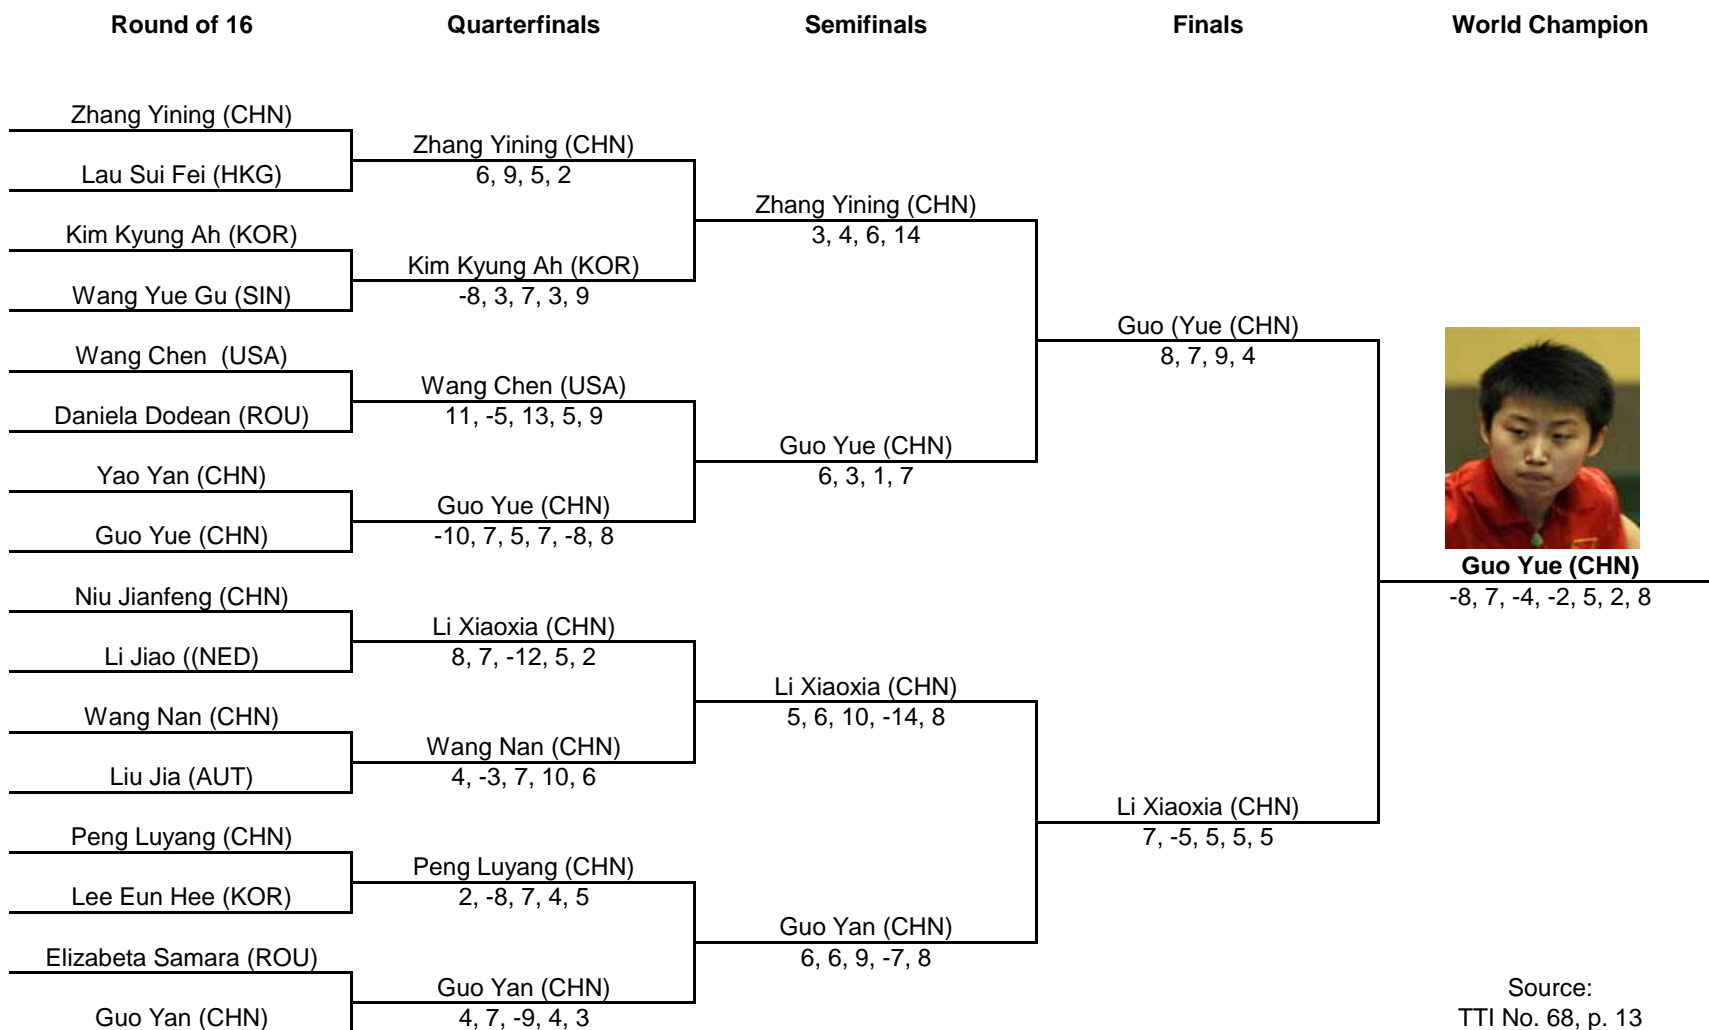 Round of 16
Quarterfinals
Semifinals
Finals
World Champion
Zhang Yining (CHN)
Lau Sui Fei (HKG)
Kim Kyung Ah (KOR)
Wang Yue Gu (SIN)
Wang Chen  (USA)
Daniela Dodean (ROU)
Yao Yan (CHN)
Guo Yue (CHN)
Niu Jianfeng (CHN)
Li Jiao ((NED)
Wang Nan (CHN)
Liu Jia (AUT)
Peng Luyang (CHN)
Lee Eun Hee (KOR)
Elizabeta Samara (ROU)
Guo Yan (CHN)
Zhang Yining (CHN)
6, 9, 5, 2
Kim Kyung Ah (KOR)
-8, 3, 7, 3, 9
Wang Chen (USA)
11, -5, 13, 5, 9
Guo Yue (CHN)
-10, 7, 5, 7, -8, 8
Li Xiaoxia (CHN)
8, 7, -12, 5, 2
Wang Nan (CHN)
4, -3, 7, 10, 6
Peng Luyang (CHN)
2, -8, 7, 4, 5
Guo Yan (CHN)
4, 7, -9, 4, 3
Zhang Yining (CHN)
3, 4, 6, 14
Guo Yue (CHN)
6, 3, 1, 7
Li Xiaoxia (CHN)
5, 6, 10, -14, 8
Guo Yan (CHN)
6, 6, 9, -7, 8
Guo (Yue (CHN)
8, 7, 9, 4
Li Xiaoxia (CHN)
7, -5, 5, 5, 5
Guo Yue (CHN)
-8, 7, -4, -2, 5, 2, 8
Source:
TTI No. 68, p. 13